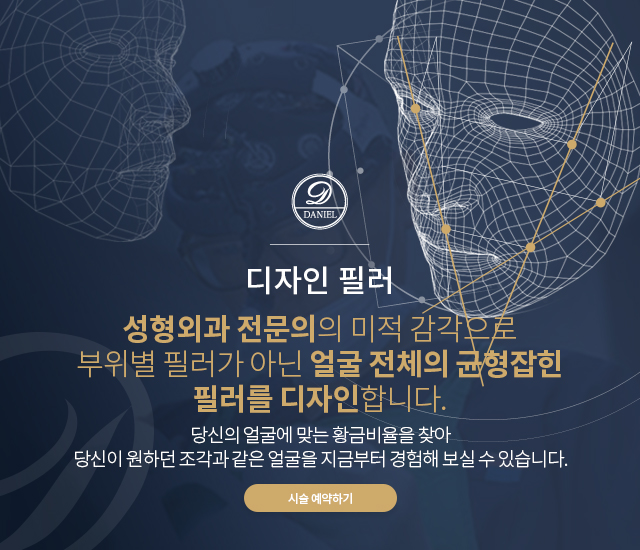 DANIEL
디자인 필러
성형외과 전문의의 미적 감각으로
부위별 필러가 아닌 얼굴 전체의 균형잡힌
필러를 디자인합니다.
당신의 얼굴에 맞는 황금비율을 찾아
당신이 원하던 조각과 같은 얼굴을 지금부터 경험해 보실 수 있습니다.
시술 예약하기